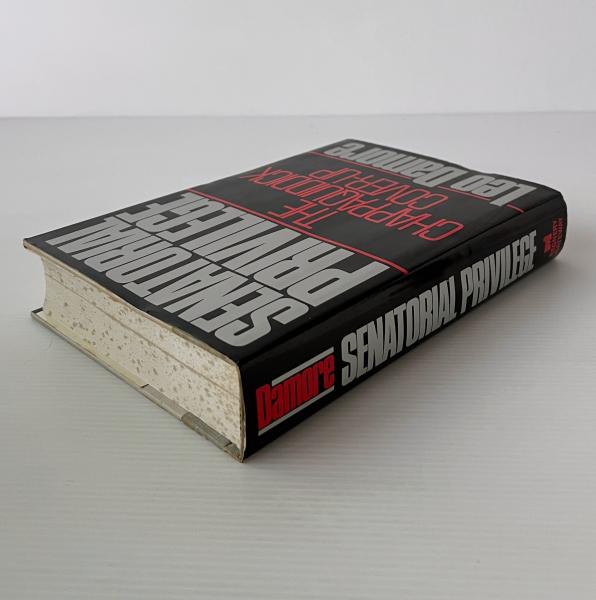 SENATORIAL
PRIVILEGE
THE
CHAPPAQUIDDICK
COVER-UP
Leo Damore
Damore
SENATORIAL PRIVILEGE